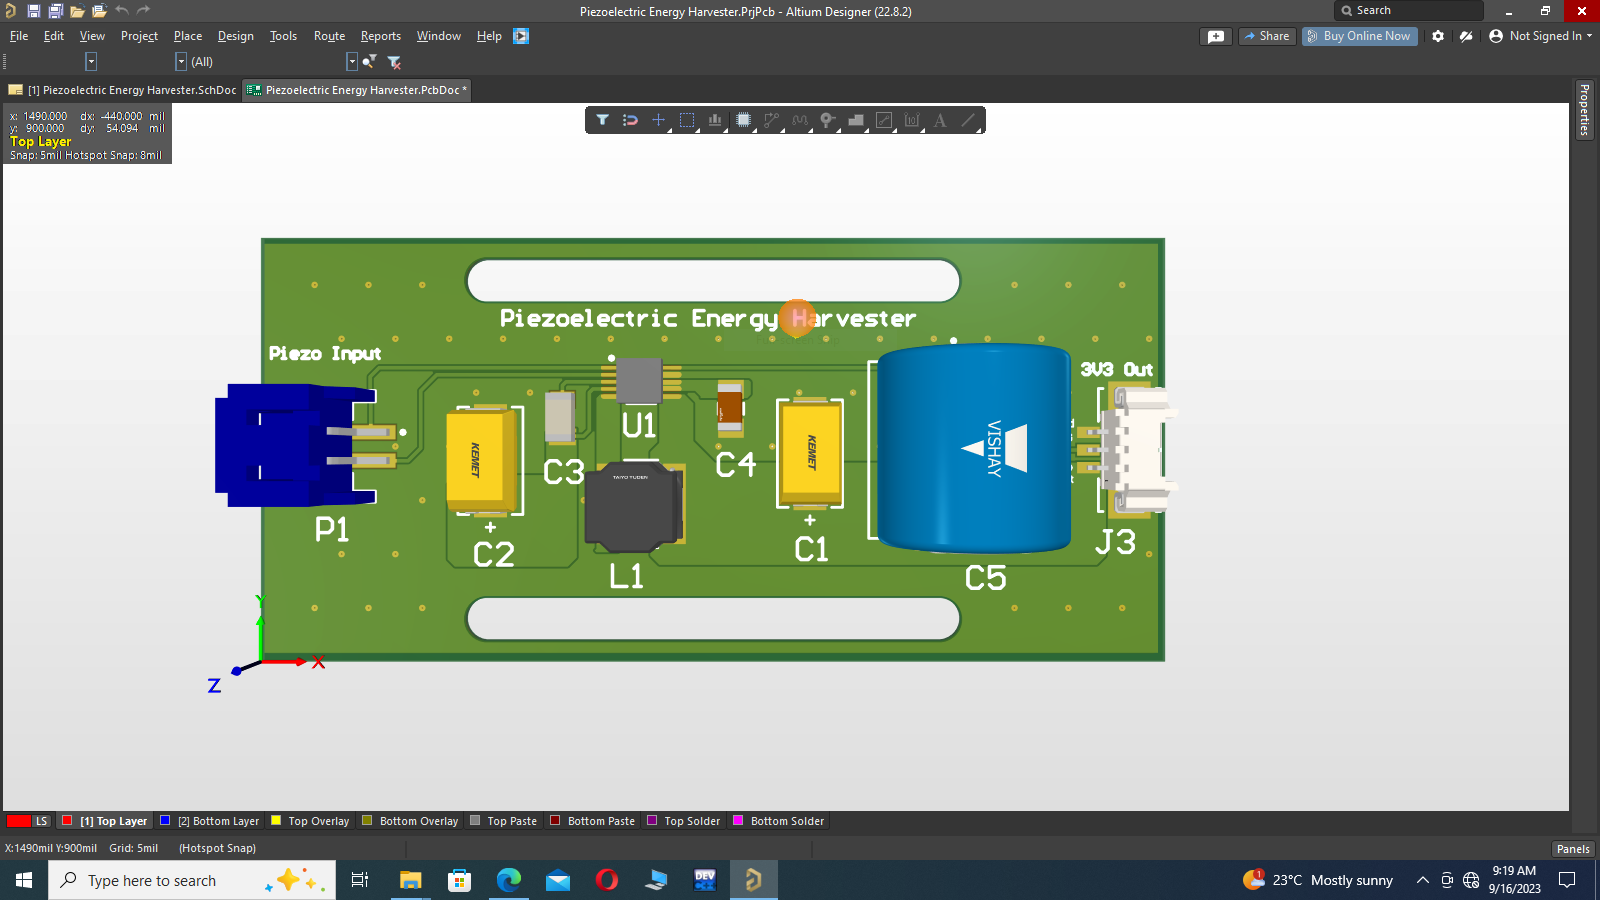 Piezoelectric Energy Harvester.PrjPcb - Altium Designer (22.8.2)
Search
File Edit View Project Place Design Tools Route Reports Window Help
Share
Buy Online Now
Not Signed In
(All)
[1] Piezoelectric Energy Harvester.SchDoc
Piezoelectric Energy Harvester.PcbDoc *
Properties
x: 1490.000 dx: -440.000 mil
y: 900.000 dy: 54.094 mil
Top Layer
Snap: 5mil Hotspot Snap: 8mil
Piezoelectric Energy Harvester
Piezo Input
3V3 Out
U1
KEMET
C3
C4
KEMET
VISHAY
TAIYO YUDEN
P1
+
C2
+
C1
J3
L1
C5
Y
X
Z
LS
[1] Top Layer
[2] Bottom Layer
Top Overlay
Bottom Overlay
Top Paste
Bottom Paste
Top Solder
Bottom Solder
X:1490mil Y:900mil Grid: 5mil (Hotspot Snap)
Panels
Type here to search
DEV
1
23°C Mostly sunny
9:19 AM
9/16/2023